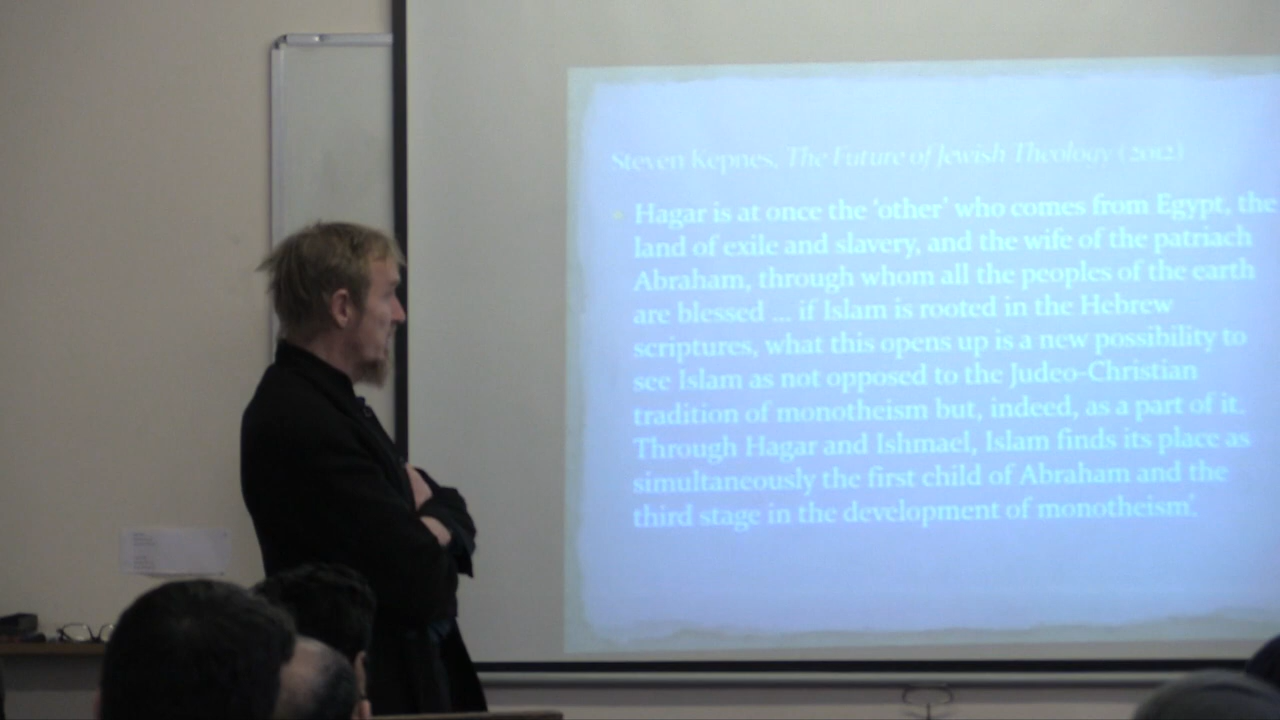 Steven Kepnes, The Future of Jewish Theology (2012)
Hagar is at once the 'other' who comes from Egypt, the
land of exile and slavery, and the wife of the patriach
Abraham, through whom all the peoples of the earth
are blessed ... if Islam is rooted in the Hebrew
scriptures, what this opens up is a new possibility to
see Islam as not opposed to the Judeo-Christian
tradition of monotheism but, indeed, as a part of it.
Through Hagar and Ishmael, Islam finds its place as
simultaneously the first child of Abraham and the
third stage in the development of monotheism'.